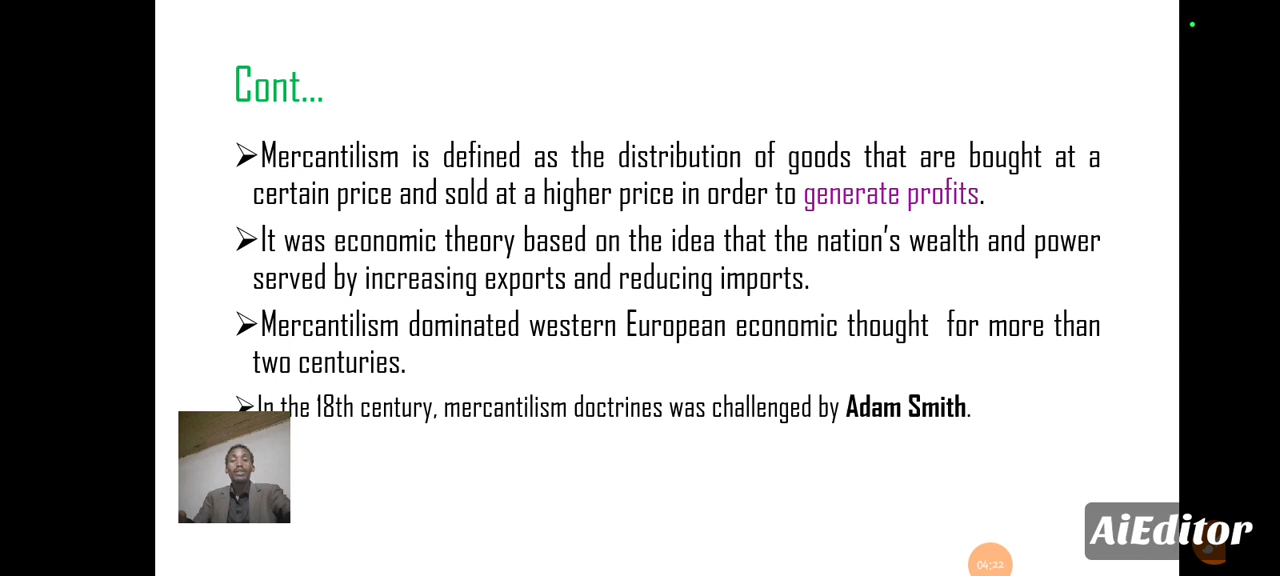 Cont...
➢Mercantilism is defined as the distribution of goods that are bought at a
certain price and sold at a higher price in order to generate profits.
➢It was economic theory based on the idea that the nation's wealth and power
served by increasing exports and reducing imports.
➢Mercantilism dominated western European economic thought for more than
two centuries.
➢In the 18th century, mercantilism doctrines was challenged by Adam Smith.
AiEditor
04:22